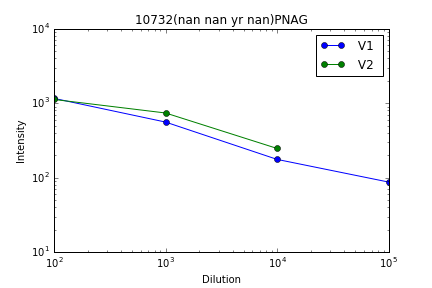 10732(nan nan yr nan)PNAG
10^4
V1
V2
10^3
Intensity
10^2
10^1
10^2 10^3 10^4 10^5
Dilution